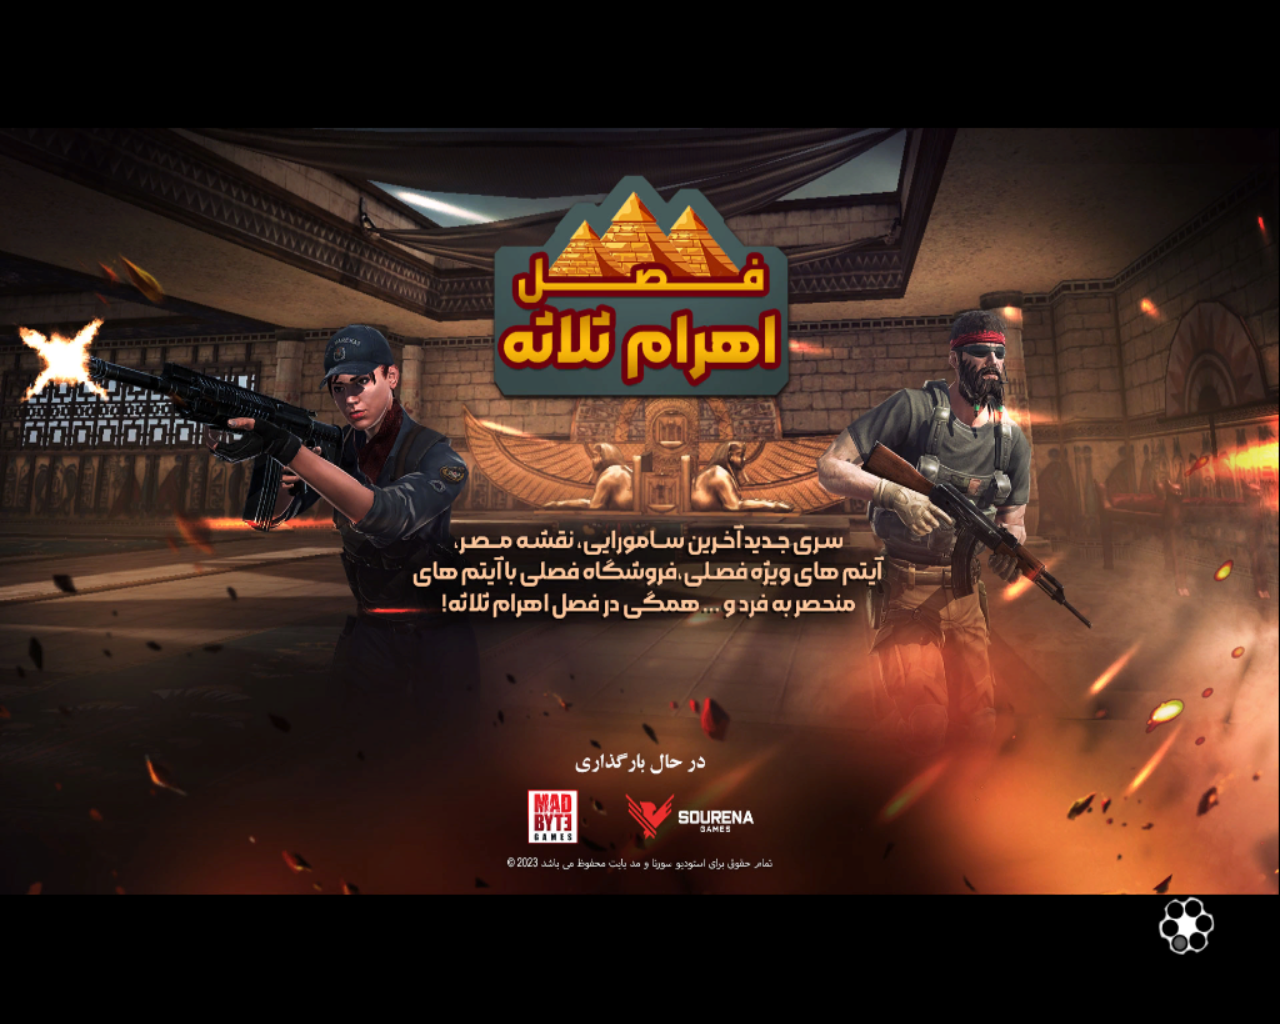 فصل
اهرام ثلاثه
سری جدید آخرین سامورایی، نقشه مصر،
آیتم های ویژه فصلی ،فروشگاه فصلی با آیتم های
منحصر به فرد و ... همگی در فصل اهرام ثلاثه!
در حال بارگذاری
MAD
BYTE
GAMES
SOURENA
GAMES
تمام حقوق برای استودیو سورنا و مد بایت محفوظ می باشد 2023 ©